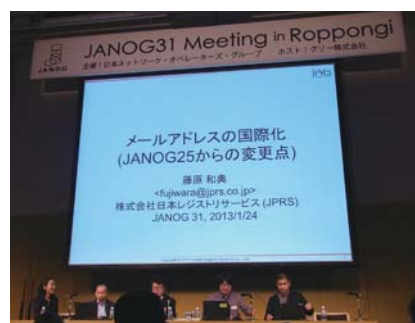 JANOG31 Meeting in Roppongi
JANOG
主催：日本ネットワーク・オペレーターズ・グループ ホスト：グリー株式会社
JPRS
メールアドレスの国際化
(JANOG25からの変更点)
藤原 和典
<fujiwara@jprs.co.jp>
株式会社日本レジストリサービス (JPRS)
JANOG 31, 2013/1/24